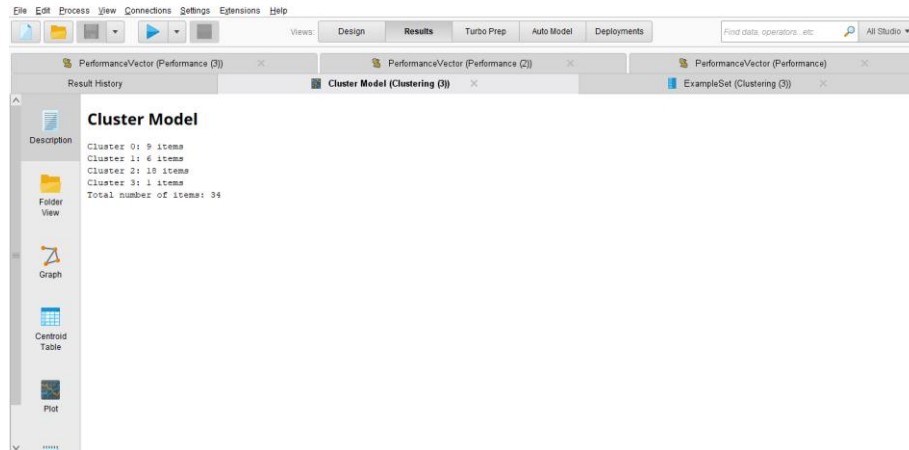 File Edit Process View Connections Settings Extensions Help
Views: Design Results Turbo Prep Auto Model Deployments Find data, operators...etc All Studio
PerformanceVector (Performance (3)) PerformanceVector (Performance (2)) PerformanceVector (Performance)
Result History Cluster Model (Clustering (3)) ExampleSet (Clustering (3))
Description
Cluster Model
Cluster 0: 9 items
Cluster 1: 6 items
Cluster 2: 18 items
Cluster 3: 1 items
Total number of items: 34
Folder
View
Graph
Centroid
Table
Plot